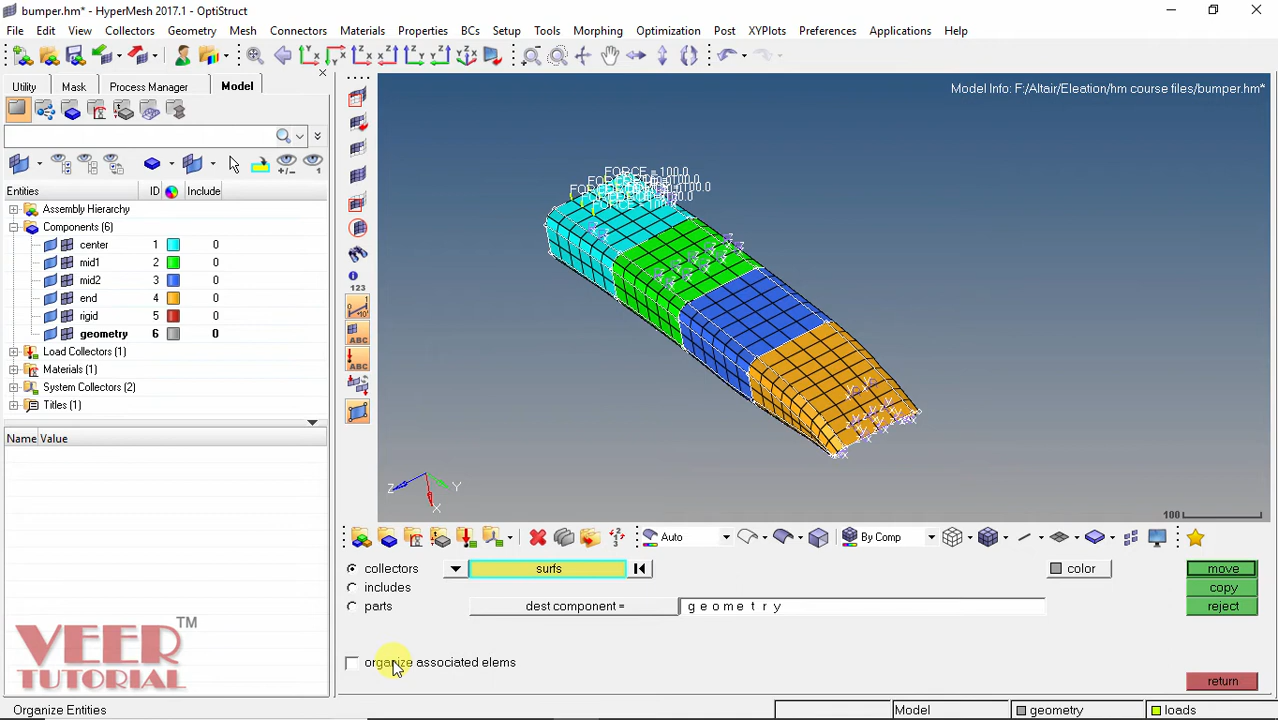 bumper.hm* - HyperMesh 2017.1 - OptiStruct
File Edit View Collectors Geometry Mesh Connectors Materials Properties BCs Setup Tools Morphing Optimization Post XYPlots Preferences Applications Help
Utility Mask Process Manager Model
Model Info: F:/Altair/Eleation/hm course files/bumper.hm*
Entities ID Include
Assembly Hierarchy
Components (6)
center 1 0
mid1 2 0
mid2 3 0
end 4 0
rigid 5 0
geometry 6 0
Load Collectors (1)
Materials (1)
System Collectors (2)
Titles (1)
Name Value
FORCE = 100.0
123
ABC
ABC
Z Y X
100
Auto By Comp
collectors surfs color move
includes copy
parts dest component = geometry reject
organize associated elems
return
VEER TM
TUTORIAL
Organize Entities Model geometry loads